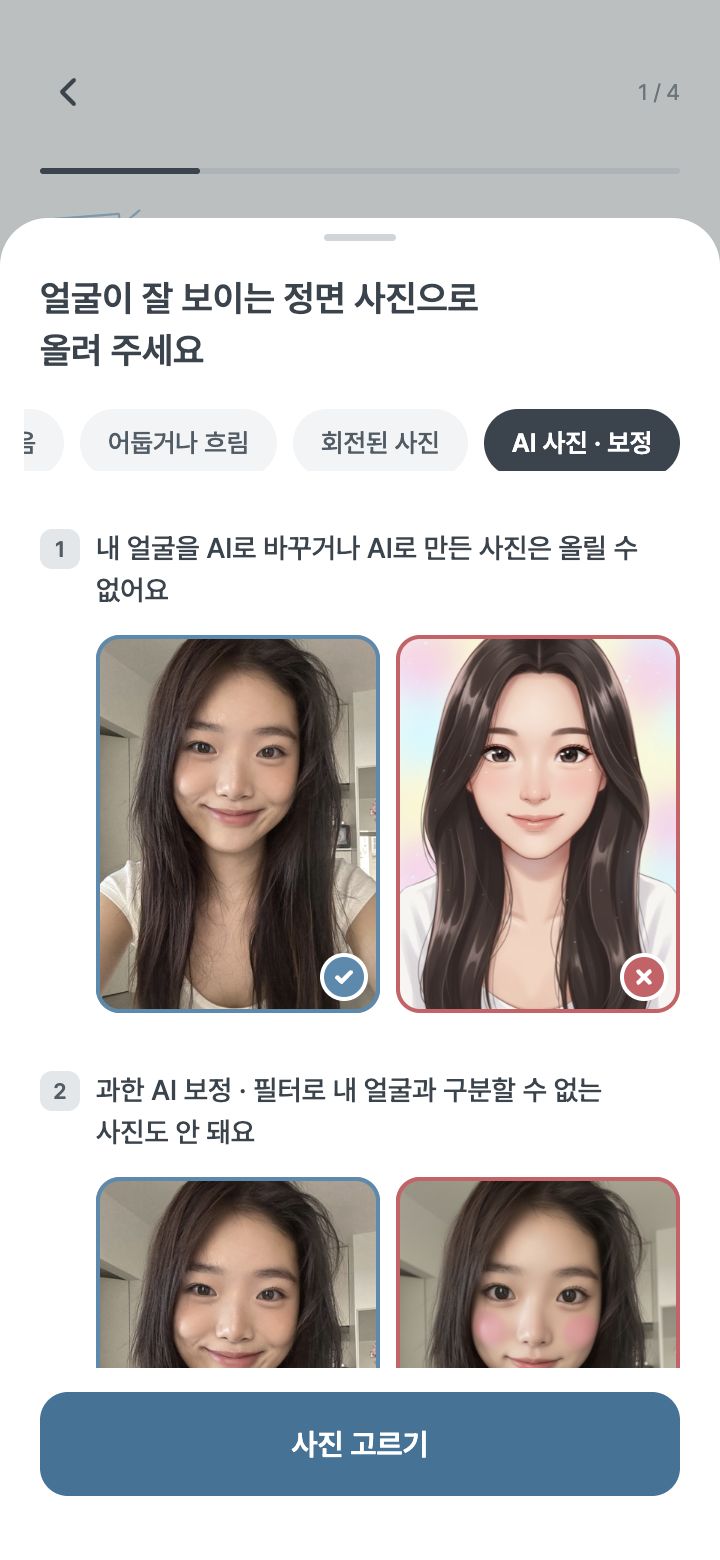 1 / 4
얼굴이 잘 보이는 정면 사진으로
올려 주세요
음
어둡거나 흐림
회전된 사진
AI 사진 · 보정
1
내 얼굴을 AI로 바꾸거나 AI로 만든 사진은 올릴 수
없어요
2
과한 AI 보정 · 필터로 내 얼굴과 구분할 수 없는
사진도 안 돼요
사진 고르기